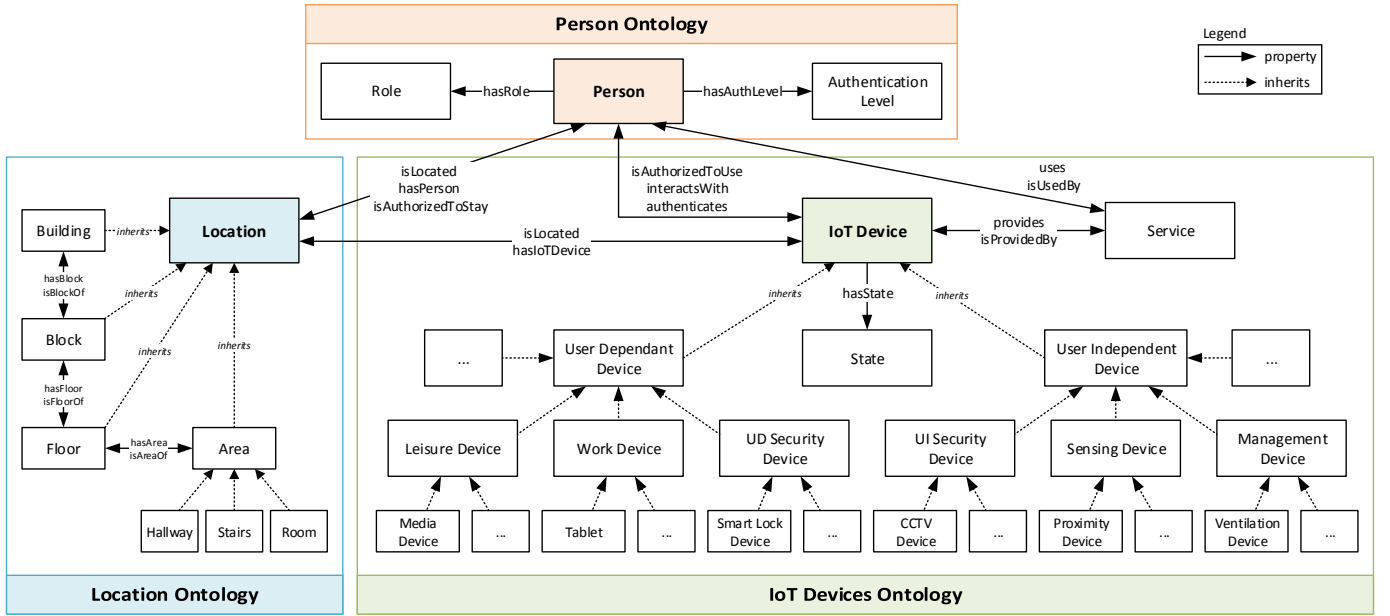 Person Ontology
Legend
property
inherits
Role
hasRole
Person
hasAuthLevel
Authentication
Level
isLocated
hasPerson
isAuthorizedToStay
isAuthorizedToUse
interactsWith
authenticates
uses
isUsedBy
Building
inherits
Location
isLocated
hasIoTDevice
IoT Device
provides
isProvidedBy
Service
hasBlock
isBlockOf
inherits
inherits
hasState
inherits
Block
inherits
inherits
...
User Dependant
Device
State
User Independent
Device
...
hasFloor
isFloorOf
Floor
hasArea
isAreaOf
Area
Leisure Device
Work Device
UD Security
Device
UI Security
Device
Sensing Device
Management
Device
Hallway
Stairs
Room
Media
Device
...
Tablet
...
Smart Lock
Device
...
CCTV
Device
...
Proximity
Device
...
Ventilation
Device
...
Location Ontology
IoT Devices Ontology